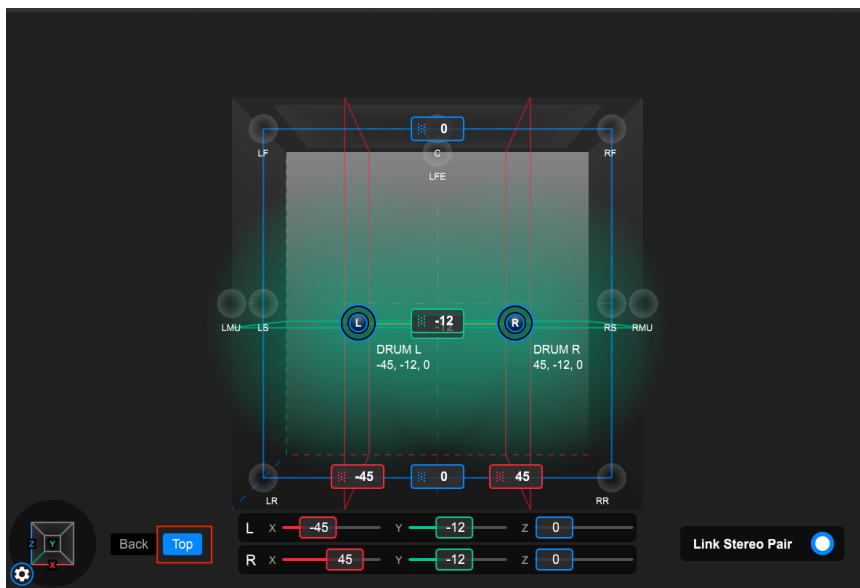 0
LF
C
RF
LFE
-12
LMU
LS
L
R
RS
RMU
DRUM L
-45, -12, 0
DRUM R
45, -12, 0
-45
0
45
LR
RR
Z
Y
X
Back
Top
L X -45 Y -12 Z 0
R X 45 Y -12 Z 0
Link Stereo Pair